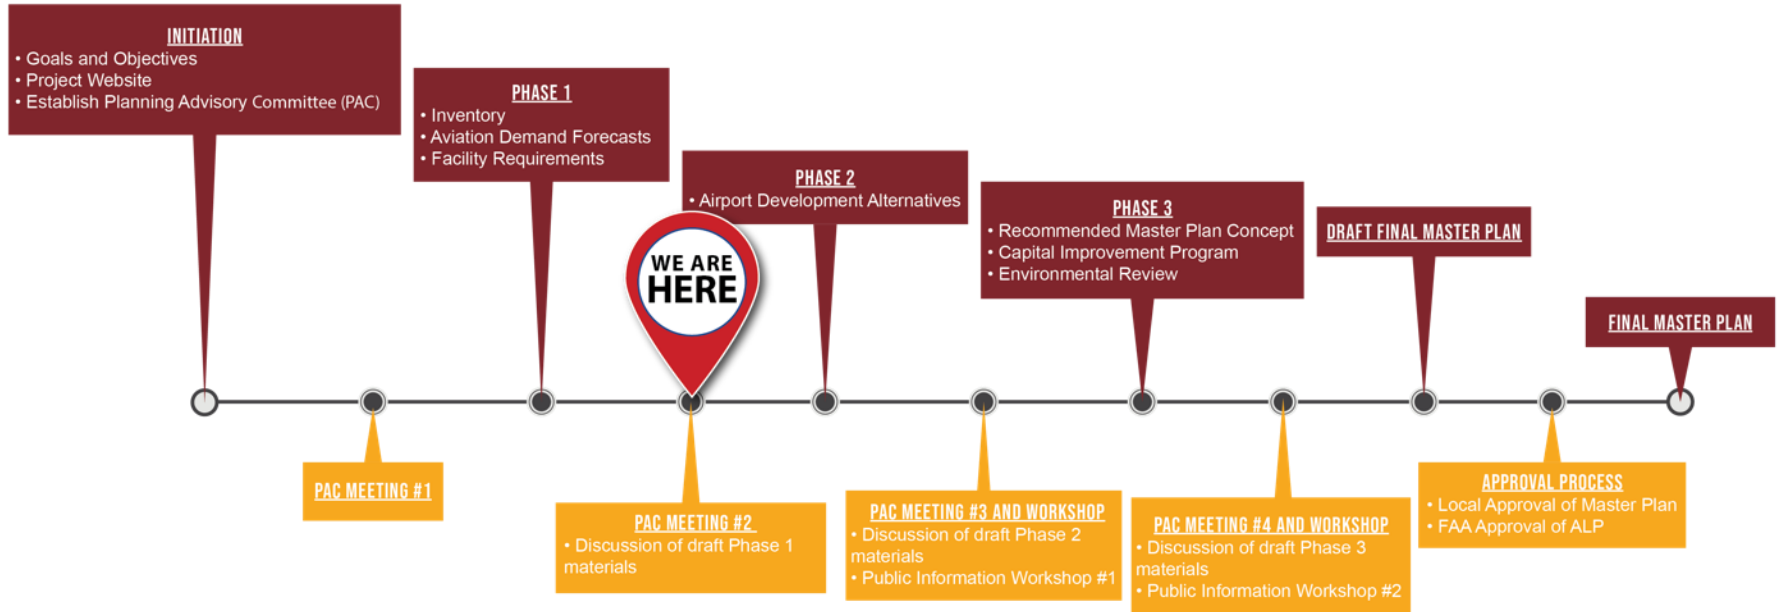 INITIATION
• Goals and Objectives
• Project Website
• Establish Planning Advisory Committee (PAC)
PHASE 1
• Inventory
• Aviation Demand Forecasts
• Facility Requirements
PHASE 2
• Airport Development Alternatives
PHASE 3
• Recommended Master Plan Concept
• Capital Improvement Program
• Environmental Review
DRAFT FINAL MASTER PLAN
FINAL MASTER PLAN
WE ARE
HERE
PAC MEETING #1
PAC MEETING #2
• Discussion of draft Phase 1
materials
PAC MEETING #3 AND WORKSHOP
• Discussion of draft Phase 2
materials
• Public Information Workshop #1
PAC MEETING #4 AND WORKSHOP
• Discussion of draft Phase 3
materials
• Public Information Workshop #2
APPROVAL PROCESS
• Local Approval of Master Plan
• FAA Approval of ALP